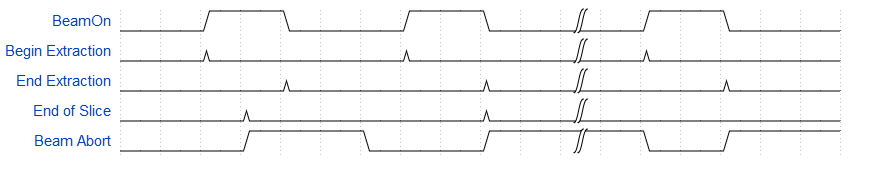 BeamOn
Begin Extraction
End Extraction
End of Slice
Beam Abort